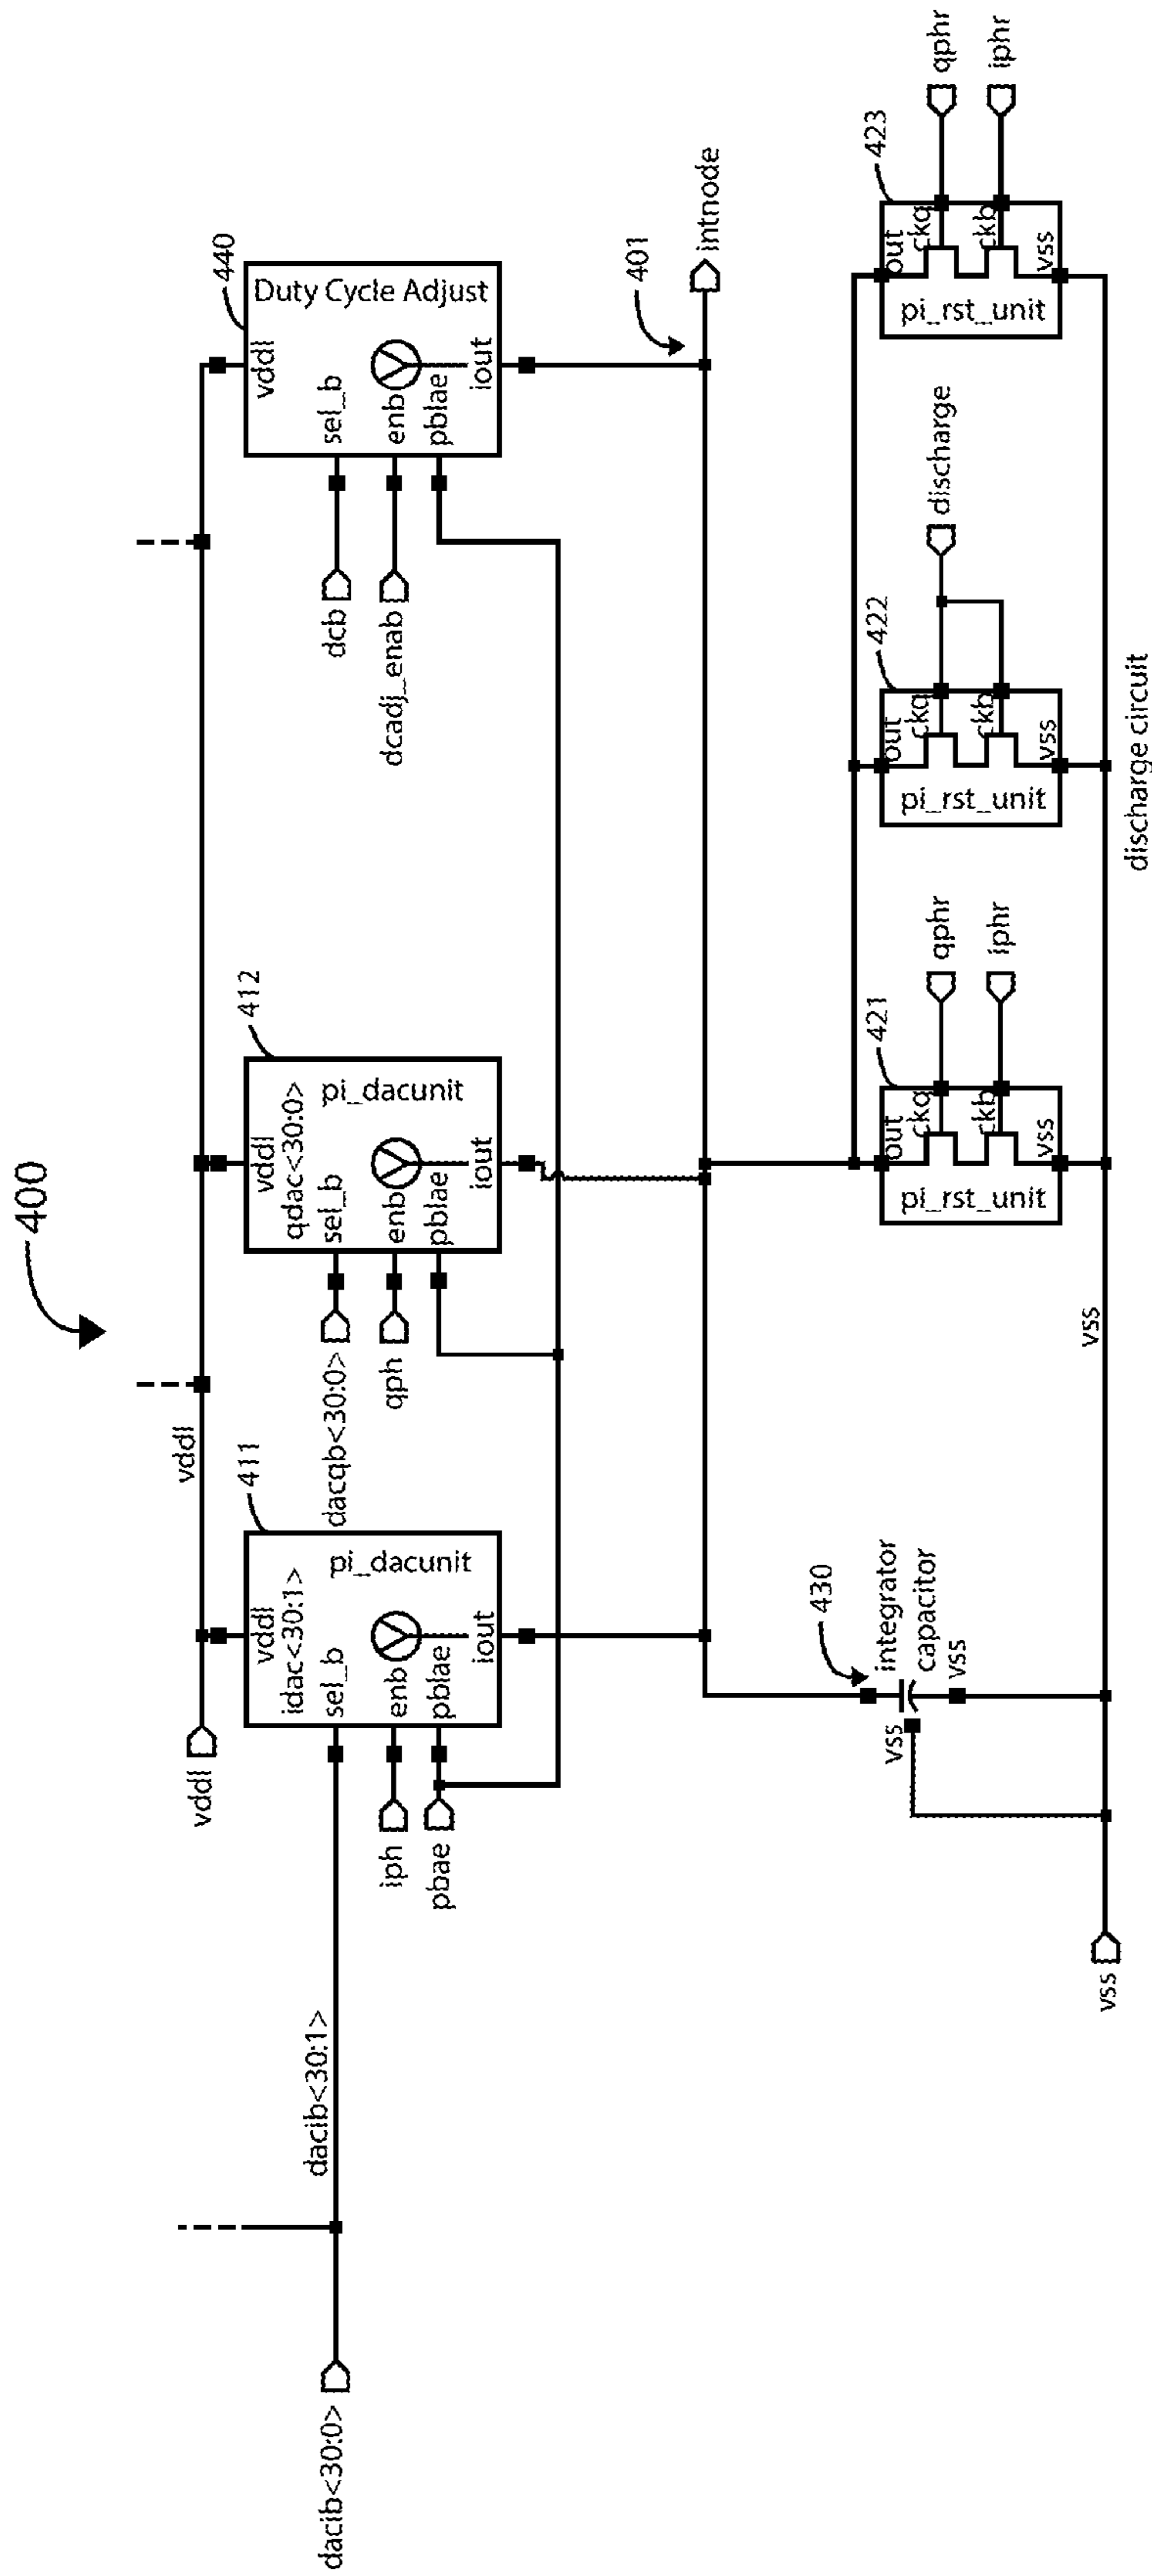 400
vddl
vddl
411
vddl
idac<30:1>
pi_dacunit
sel_b
enb
pblae
iout
dacib<30:0>
dacib<30:1>
iph
pbae
412
vddl
qdac<30:0>
pi_dacunit
sel_b
enb
pblae
iout
dacqb<30:0>
qph
440
vddl
Duty Cycle Adjust
sel_b
enb
pblae
iout
dcb
dcadj_enab
401
intnode
430
integrator
capacitor
vss
vss
421
out
ckq
ckb
vss
pi_rst_unit
qphr
iphr
422
out
ckq
ckb
vss
pi_rst_unit
discharge
423
out
ckq
ckb
vss
pi_rst_unit
qphr
iphr
vss
vss
discharge circuit